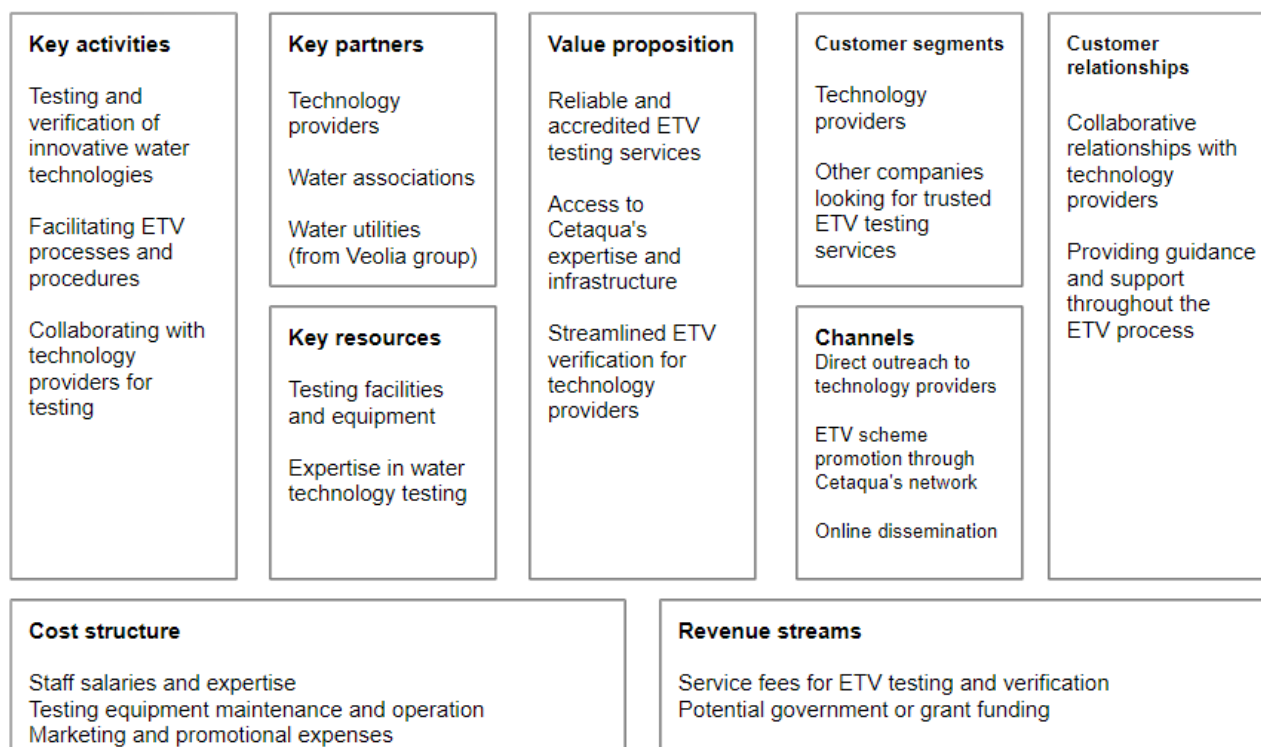 Key activities
Testing and
verification of
innovative water
technologies
Facilitating ETV
processes and
procedures
Collaborating with
technology
providers for
testing
Key partners
Technology
providers
Water associations
Water utilities
(from Veolia group)
Key resources
Testing facilities
and equipment
Expertise in water
technology testing
Value proposition
Reliable and
accredited ETV
testing services
Access to
Cetaqua's
expertise and
infrastructure
Streamlined ETV
verification for
technology
providers
Customer segments
Technology
providers
Other companies
looking for trusted
ETV testing
services
Channels
Direct outreach to
technology providers
ETV scheme
promotion through
Cetaqua's network
Online dissemination
Customer
relationships
Collaborative
relationships with
technology
providers
Providing guidance
and support
throughout the
ETV process
Cost structure
Staff salaries and expertise
Testing equipment maintenance and operation
Marketing and promotional expenses
Revenue streams
Service fees for ETV testing and verification
Potential government or grant funding